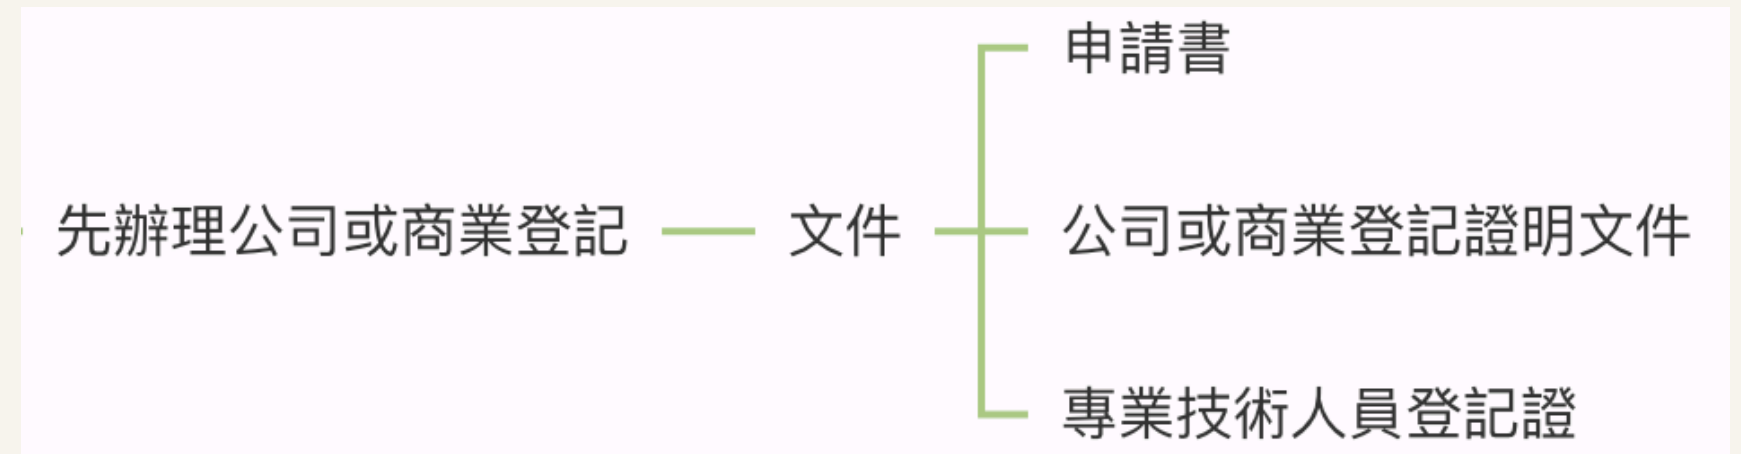 申請書
先辦理公司或商業登記
文件
公司或商業登記證明文件
專業技術人員登記證